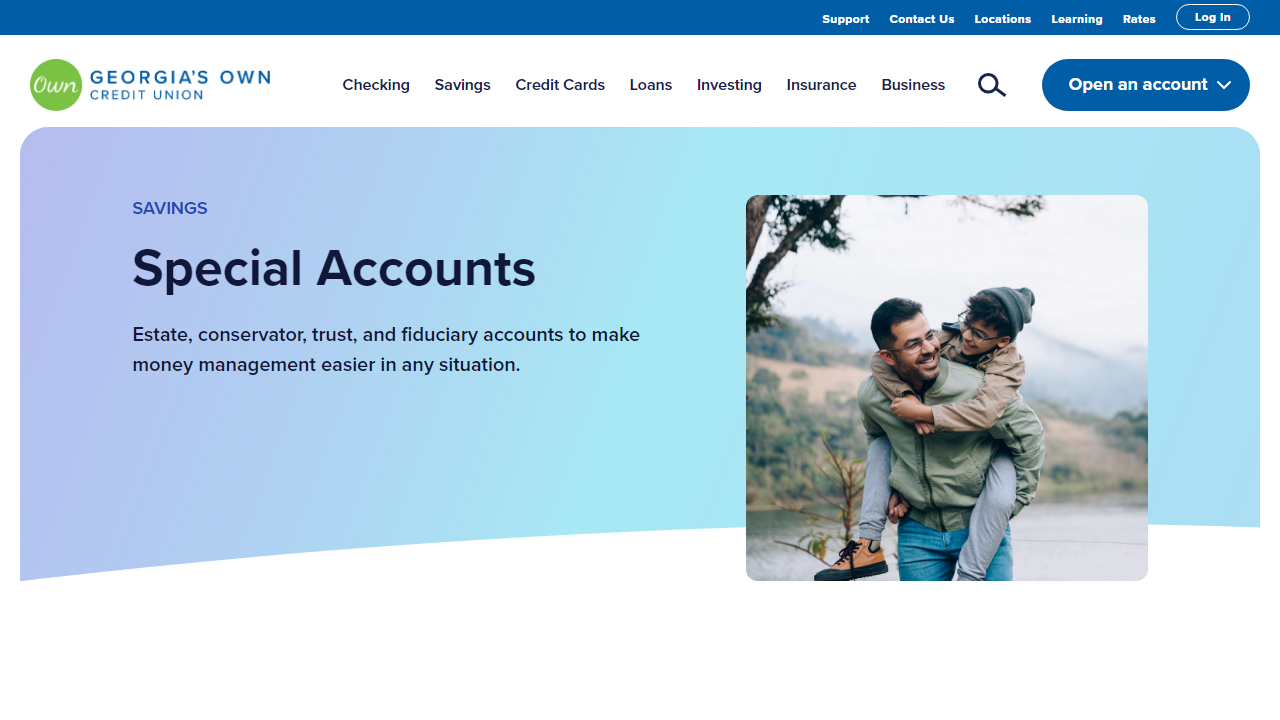 Support Contact Us Locations Learning Rates Log In
Own GEORGIA'S OWN
CREDIT UNION
Checking Savings Credit Cards Loans Investing Insurance Business Open an account
SAVINGS
Special Accounts
Estate, conservator, trust, and fiduciary accounts to make
money management easier in any situation.